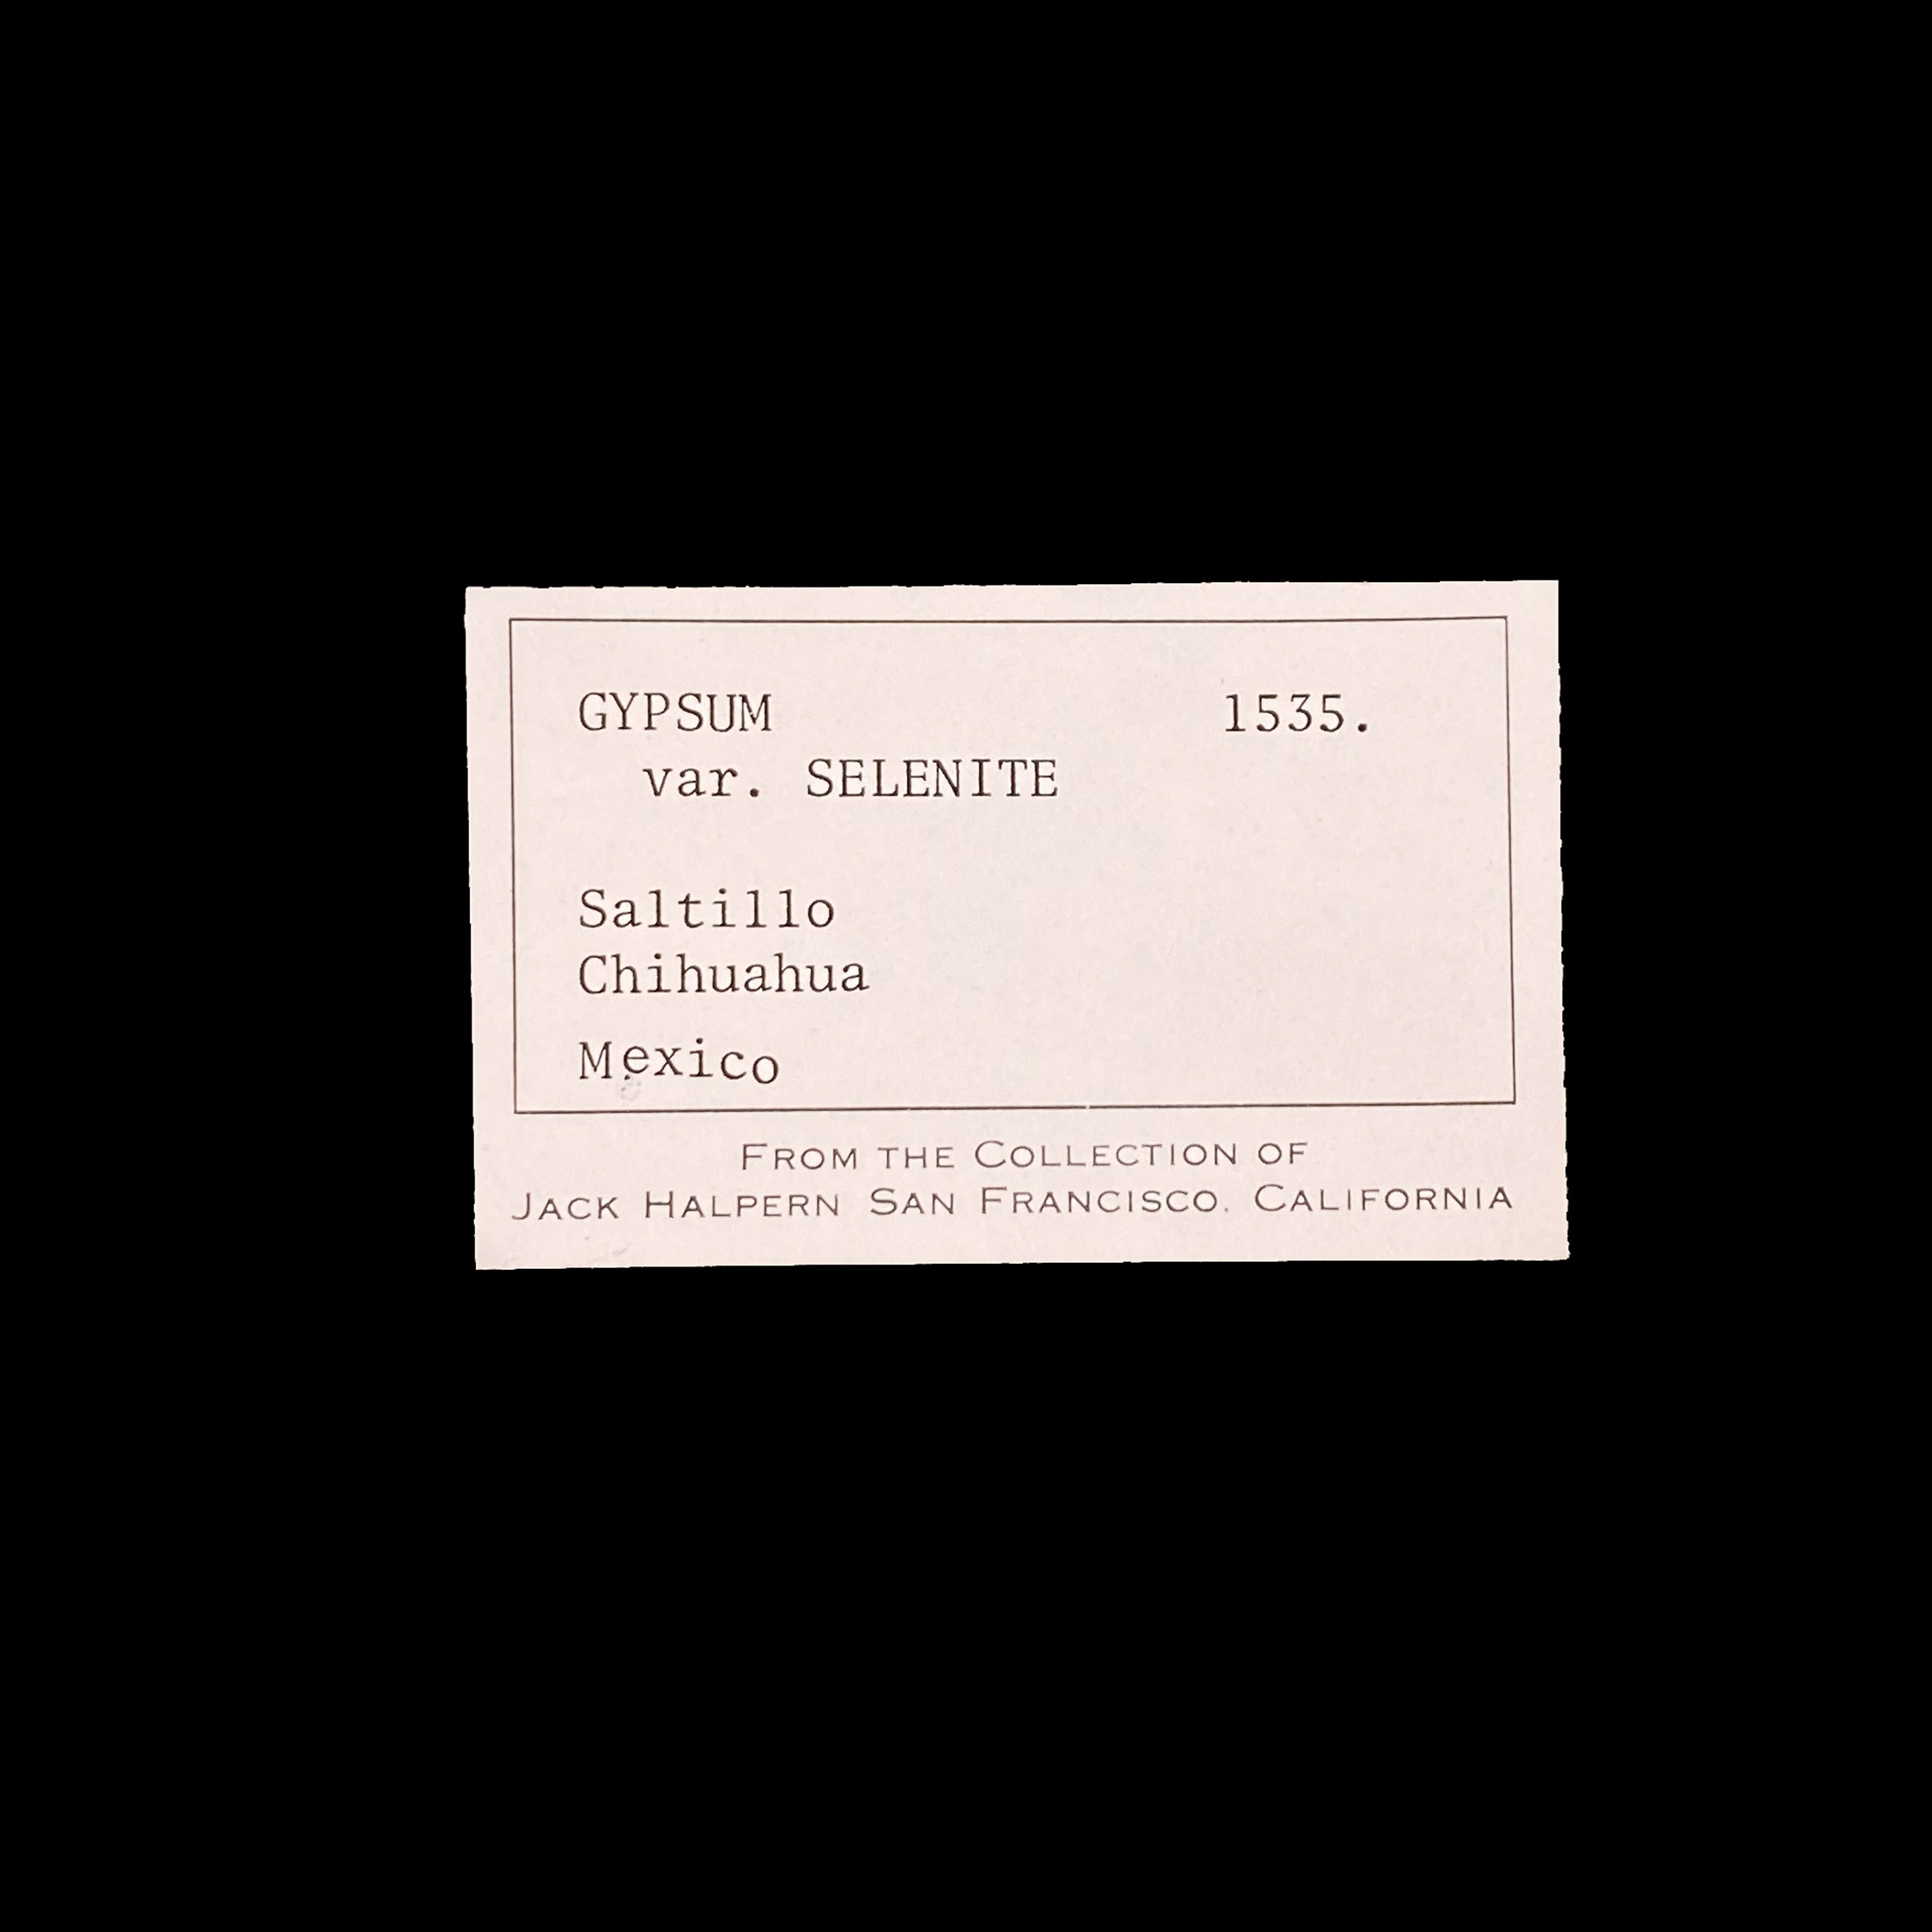 GYPSUM 1535.
var. SELENITE
Saltillo
Chihuahua
Mexico
FROM THE COLLECTION OF
JACK HALPERN SAN FRANCISCO, CALIFORNIA